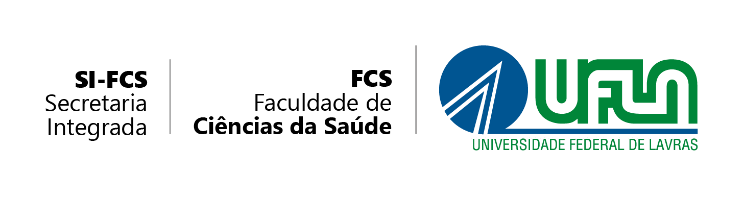 SI-FCS
Secretaria
Integrada
FCS
Faculdade de
Ciências da Saúde
UFLA
UNIVERSIDADE FEDERAL DE LAVRAS